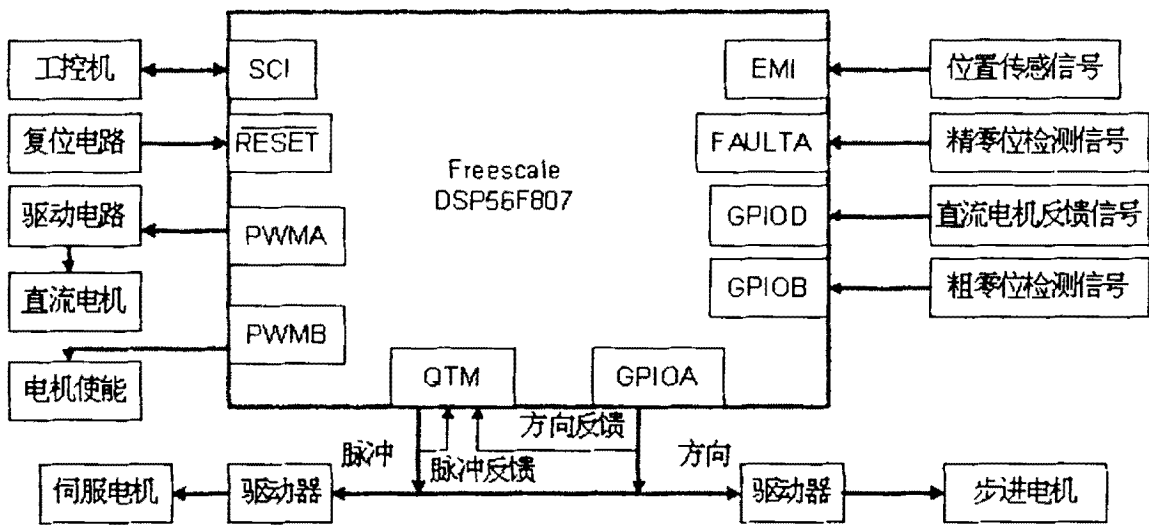 工控机
SCI
EMI
位置传感信号
复位电路
RESET
FAULTA
精零位检测信号
Freescale
DSP56F807
驱动电路
PWMA
GPIOD
直流电机反馈信号
直流电机
GPIOB
粗零位检测信号
PWMB
电机使能
QTM
GPIOA
方向反馈
脉冲
脉冲反馈
方向
伺服电机
驱动器
驱动器
步进电机